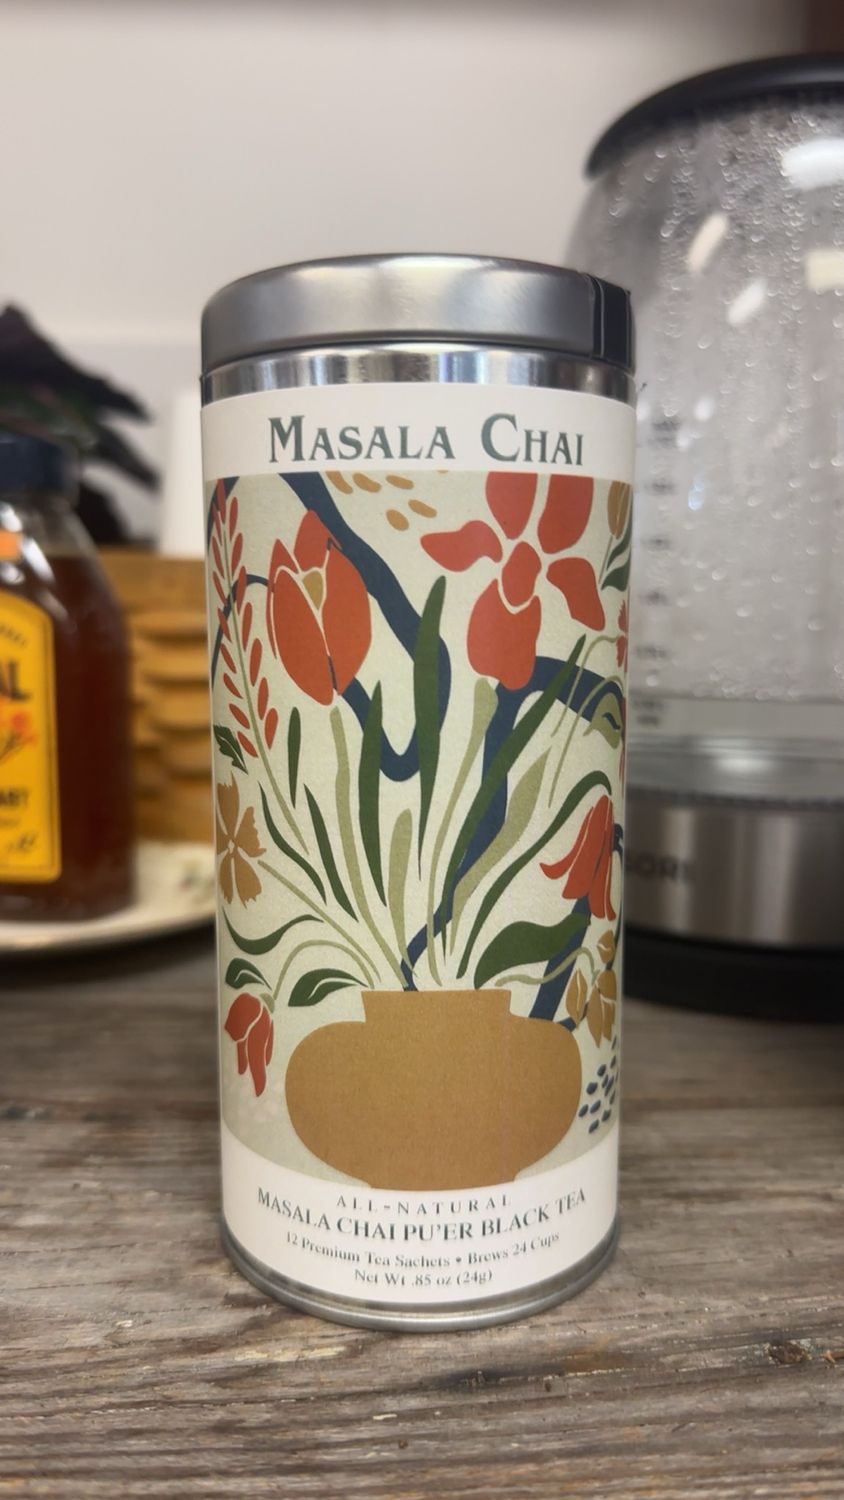 MASALA CHAI
ALL-NATURAL
MASALA CHAI PU'ER BLACK TEA
12 Premium Tea Sachets • Brews 24 Cups
Net Wt .85 oz (24g)